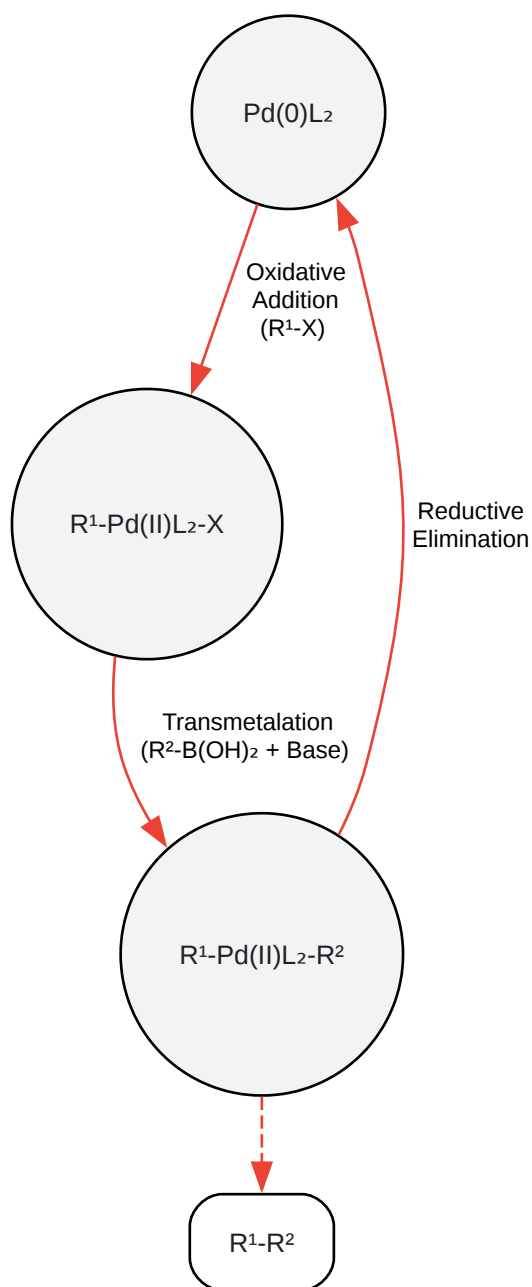 Pd(0)L₂
Oxidative
Addition
(R¹-X)
R¹-Pd(II)L₂-X
Reductive
Elimination
Transmetalation
(R²-B(OH)₂ + Base)
R¹-Pd(II)L₂-R²
R¹-R²